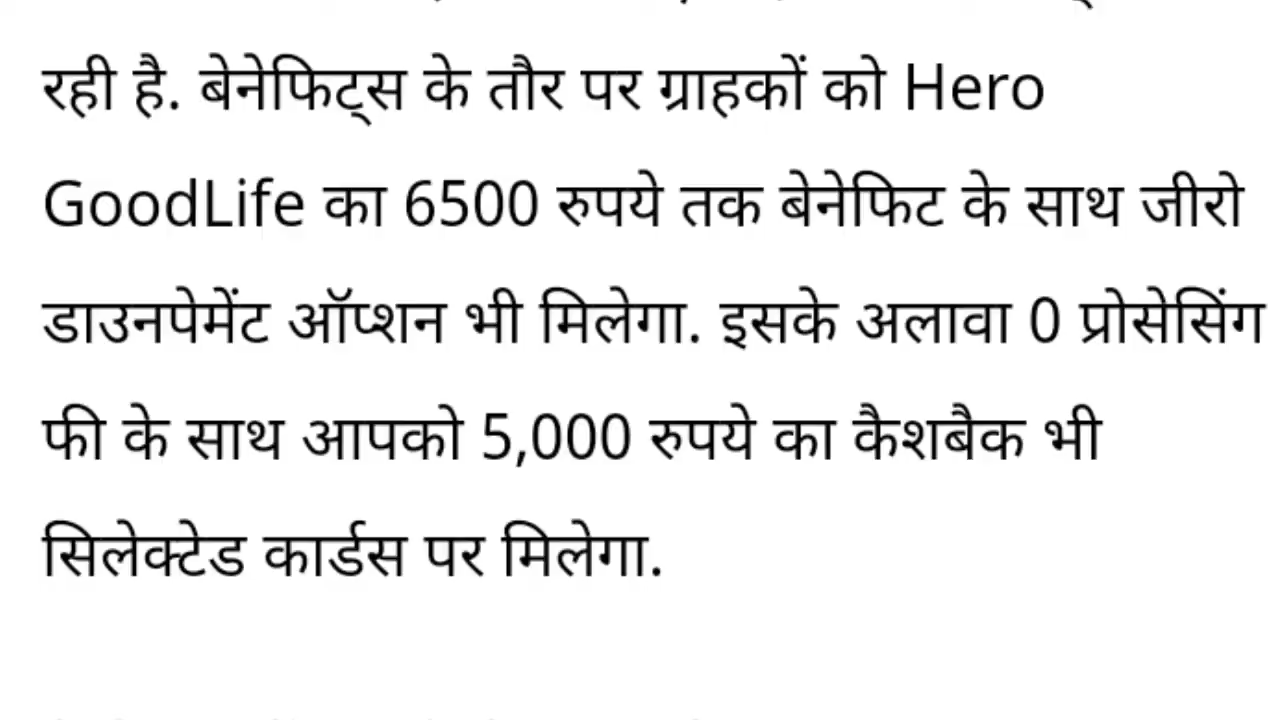 रही है. बेनेफिट्स के तौर पर ग्राहकों को Hero
GoodLife का 6500 रुपये तक बेनेफिट के साथ जीरो
डाउनपेमेंट ऑप्शन भी मिलेगा. इसके अलावा 0 प्रोसेसिंग
फी के साथ आपको 5,000 रुपये का कैशबैक भी
सिलेक्टेड कार्डस पर मिलेगा.